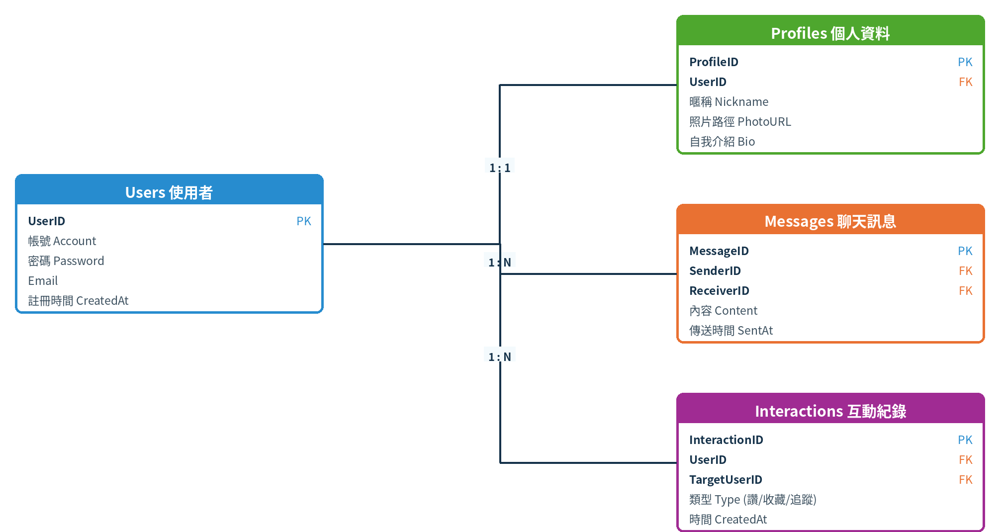 Users 使用者
UserID PK
帳號 Account
密碼 Password
Email
註冊時間 CreatedAt
1 : 1
1 : N
1 : N
Profiles 個人資料
ProfileID PK
UserID FK
暱稱 Nickname
照片路徑 PhotoURL
自我介紹 Bio
Messages 聊天訊息
MessageID PK
SenderID FK
ReceiverID FK
內容 Content
傳送時間 SentAt
Interactions 互動紀錄
InteractionID PK
UserID FK
TargetUserID FK
類型 Type (讚/收藏/追蹤)
時間 CreatedAt